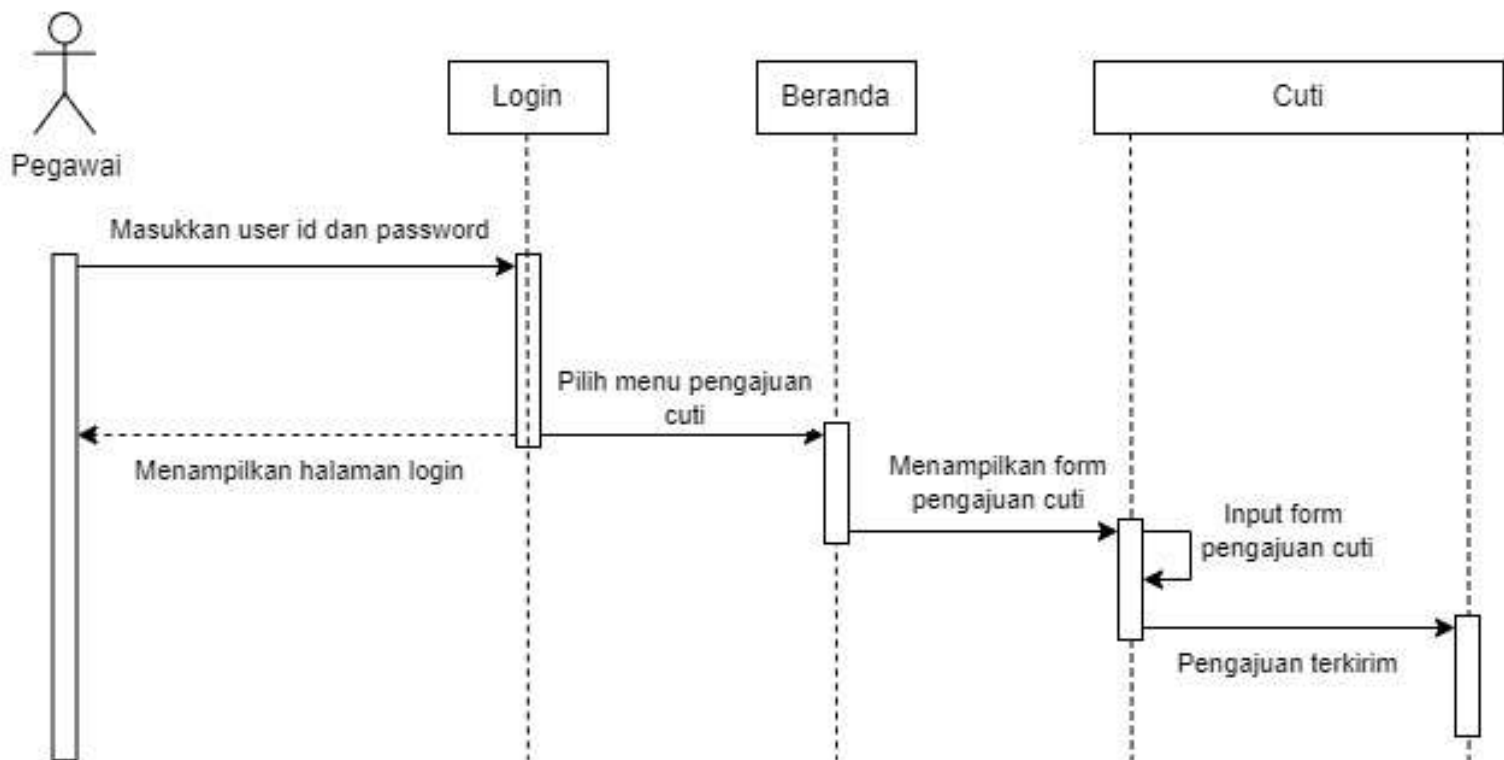 Login
Beranda
Cuti
Pegawai
Masukkan user id dan password
Pilih menu pengajuan
cuti
Menampilkan halaman login
Menampilkan form
pengajuan cuti
Input form
pengajuan cuti
Pengajuan terkirim